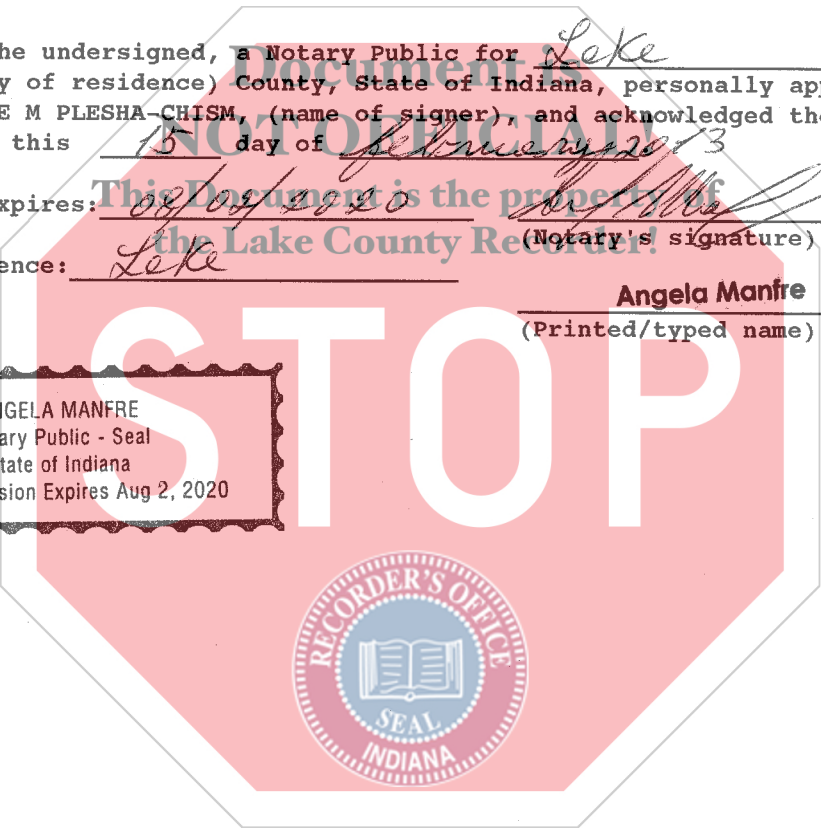 he undersigned, a Notary Public for Lake
y of residence) County, State of Indiana, personally app
E M PLESHA-CHISM, (name of signer), and acknowledged the
this 15 day of february, 2013
xpires: 08/02/2020
(Notary's signature)
ence: Lake
Angela Manfre
(Printed/typed name)
Document is
NOT OFFICIAL!
This Document is the property of
the Lake County Recorder!
STOP
NGELA MANFRE
ary Public - Seal
tate of Indiana
sion Expires Aug 2, 2020
RECORDER'S OFFICE
SEAL
INDIANA